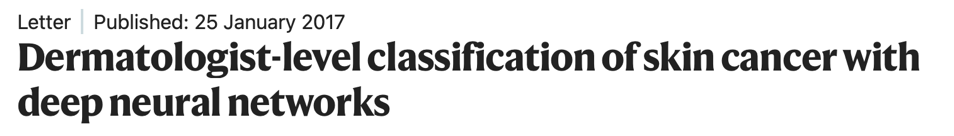 Letter | Published: 25 January 2017
Dermatologist-level classification of skin cancer with
deep neural networks